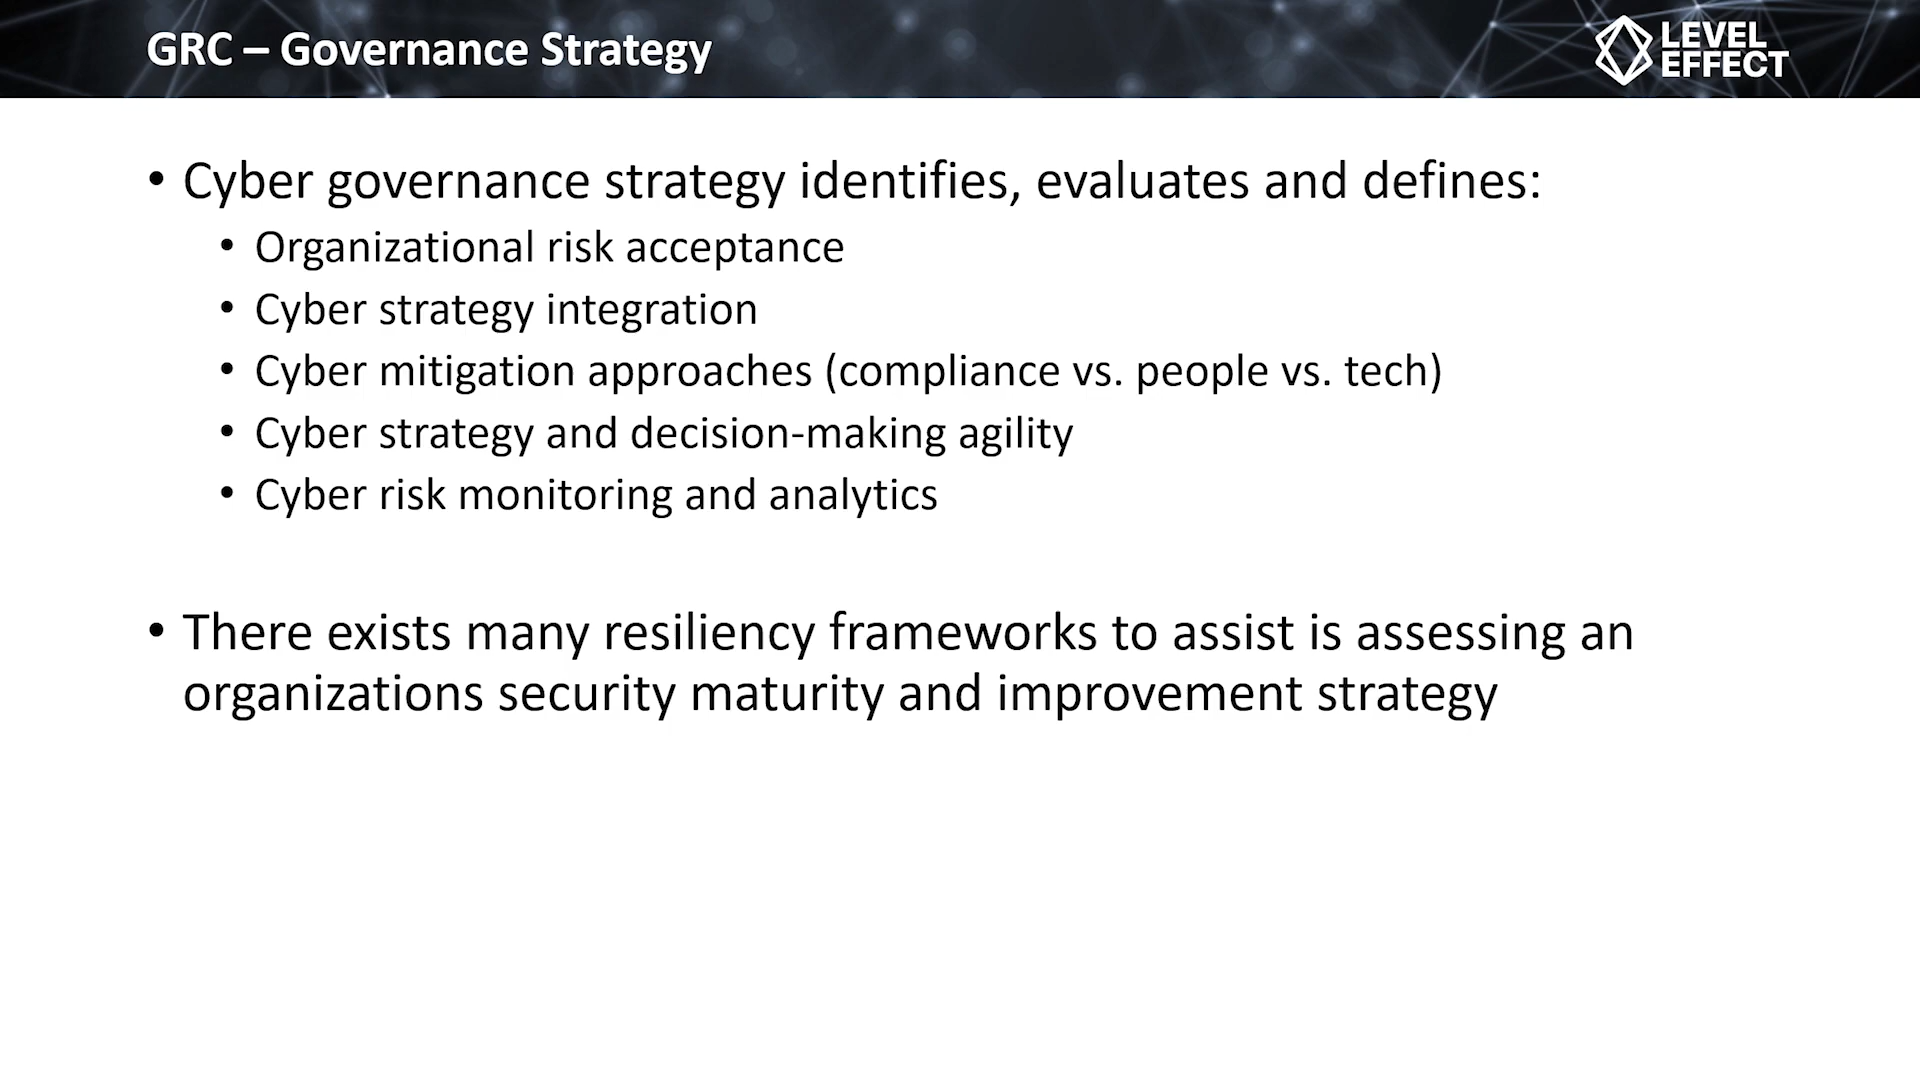 GRC – Governance Strategy
LEVEL
EFFECT
• Cyber governance strategy identifies, evaluates and defines:
• Organizational risk acceptance
• Cyber strategy integration
• Cyber mitigation approaches (compliance vs. people vs. tech)
• Cyber strategy and decision-making agility
• Cyber risk monitoring and analytics
• There exists many resiliency frameworks to assist is assessing an
organizations security maturity and improvement strategy